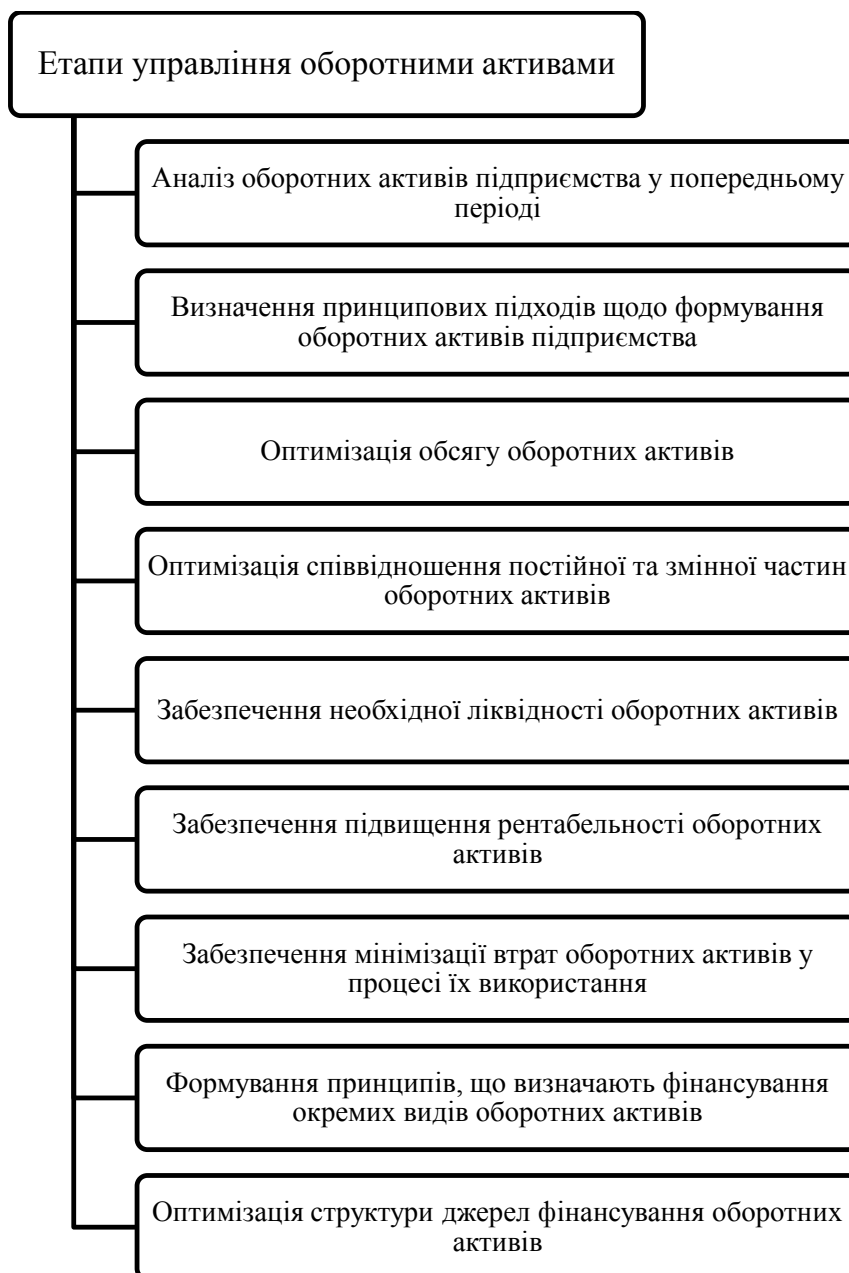 Етапи управління оборотними активами
Аналіз оборотних активів підприємства у попередньому
періоді
Визначення принципових підходів щодо формування
оборотних активів підприємства
Оптимізація обсягу оборотних активів
Оптимізація співвідношення постійної та змінної частин
оборотних активів
Забезпечення необхідної ліквідності оборотних активів
Забезпечення підвищення рентабельності оборотних
активів
Забезпечення мінімізації втрат оборотних активів у
процесі їх використання
Формування принципів, що визначають фінансування
окремих видів оборотних активів
Оптимізація структури джерел фінансування оборотних
активів